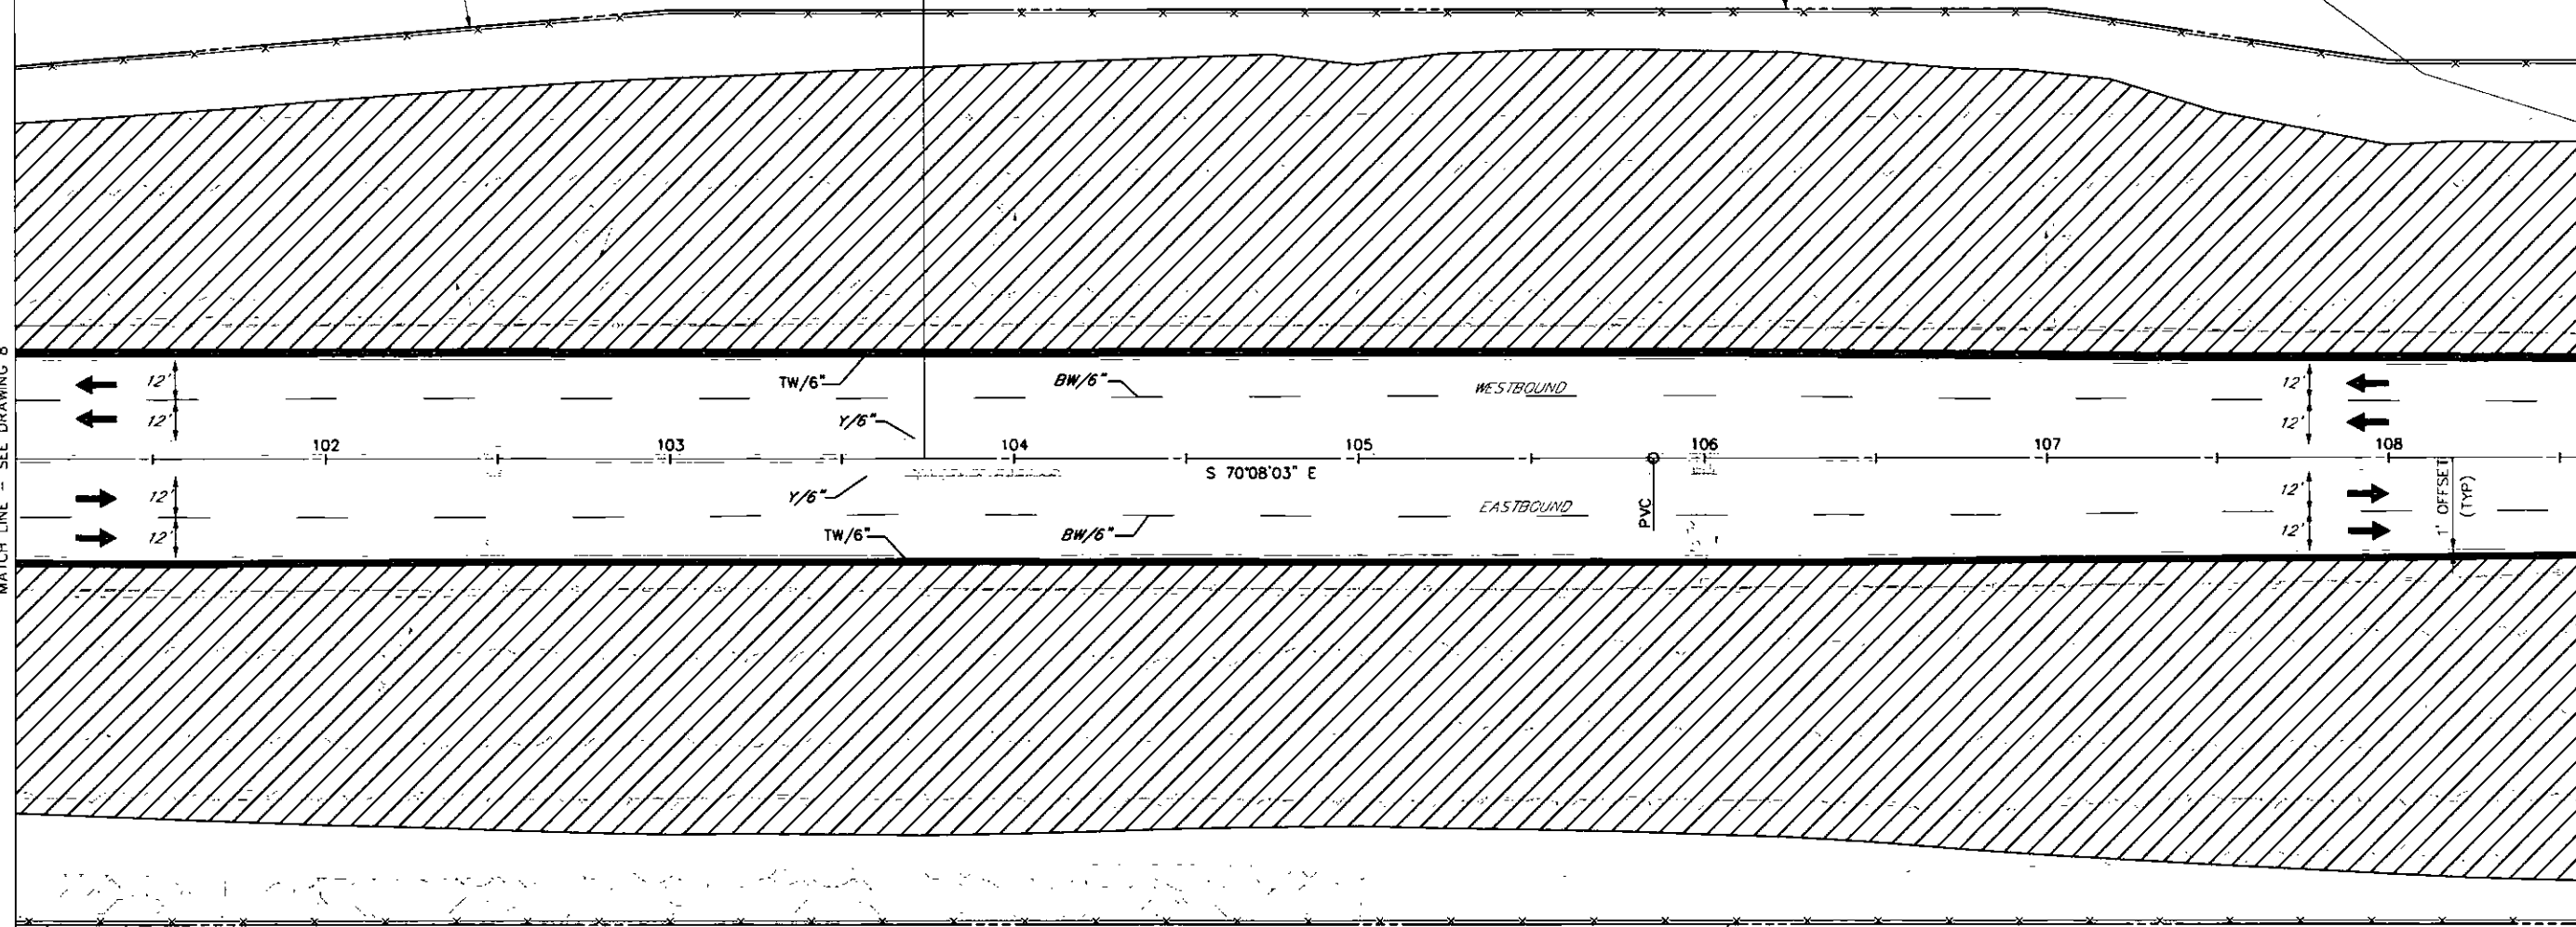 MATCH LINE - SEE DRAWING 8
12'
12'
TW/6"
BW/6"
WESTBOUND
12'
12'
Y/6"
102
103
104
105
106
107
108
S 70°08'03" E
12'
12'
Y/6"
TW/6"
BW/6"
EASTBOUND
PVC
12'
12'
1' OFFSET
(TYP)